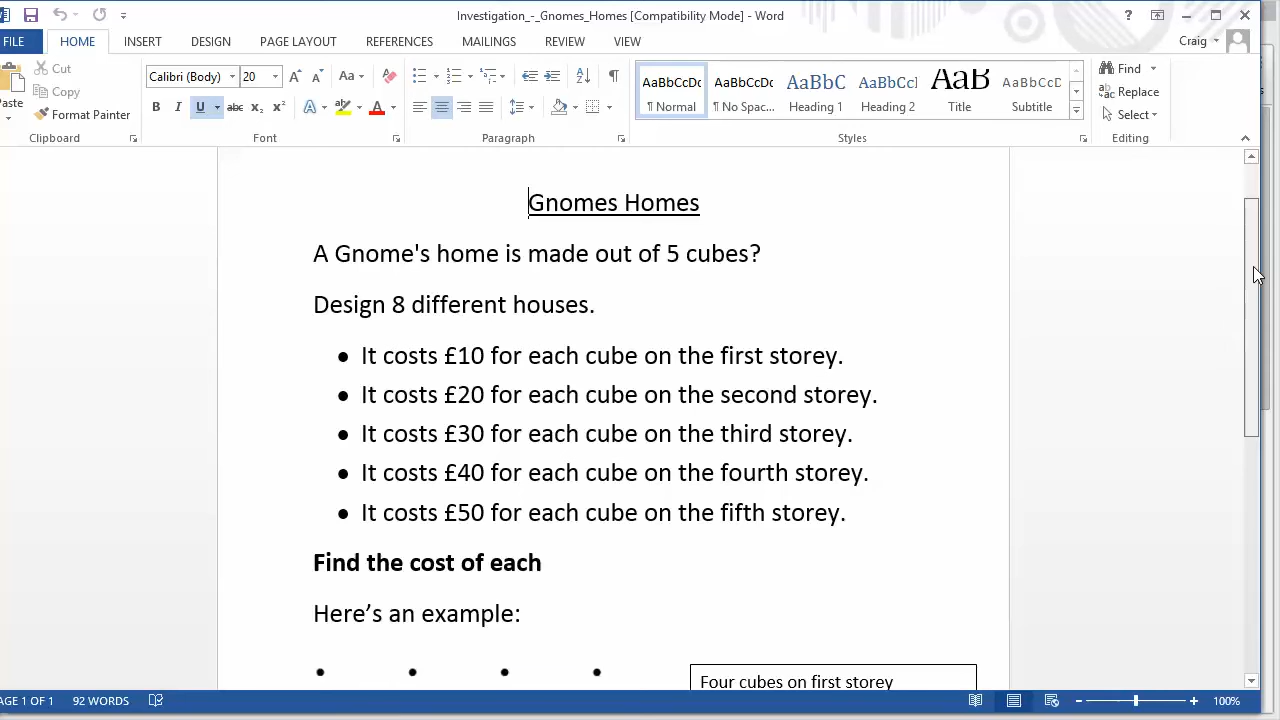 Investigation_-_Gnomes_Homes [Compatibility Mode] - Word
FILE HOME INSERT DESIGN PAGE LAYOUT REFERENCES MAILINGS REVIEW VIEW
Craig
Cut
Copy
Paste
Format Painter
Clipboard
Calibri (Body) 20
Font
Paragraph
AaBbCcDc AaBbCcDc AaBbC AaBbCcI AaB AaBbCcD
¶ Normal ¶ No Spac... Heading 1 Heading 2 Title Subtitle
Styles
Find
Replace
Select
Editing
Gnomes Homes
A Gnome's home is made out of 5 cubes?
Design 8 different houses.
• It costs £10 for each cube on the first storey.
• It costs £20 for each cube on the second storey.
• It costs £30 for each cube on the third storey.
• It costs £40 for each cube on the fourth storey.
• It costs £50 for each cube on the fifth storey.
Find the cost of each
Here’s an example:
Four cubes on first storey
AGE 1 OF 1 92 WORDS
100%